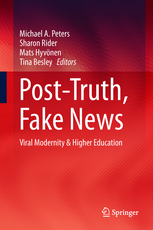 Michael A. Peters
Sharon Rider
Mats Hyvönen
Tina Besley Editors
Post-Truth,
Fake News
Viral Modernity & Higher Education
Springer